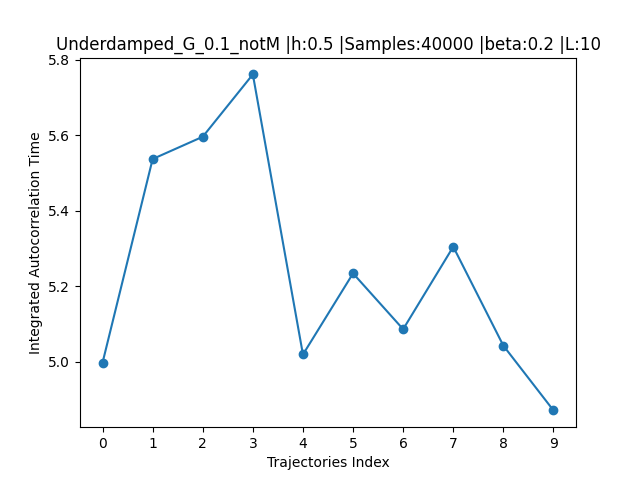 Underdamped_G_0.1_notM |h:0.5 |Samples:40000 |beta:0.2 |L:10
Integrated Autocorrelation Time
5.8
5.6
5.4
5.2
5.0
0 1 2 3 4 5 6 7 8 9
Trajectories Index